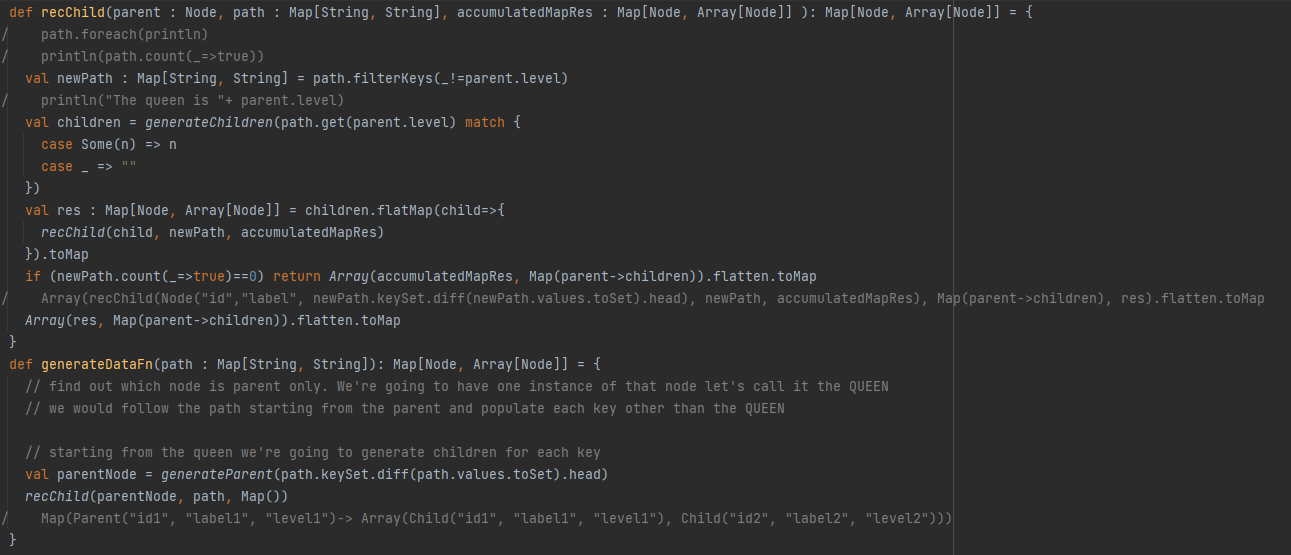 def recChild(parent : Node, path : Map[String, String], accumulatedMapRes : Map[Node, Array[Node]] ): Map[Node, Array[Node]] = {
/    path.foreach(println)
/    println(path.count(_=>true))
  val newPath : Map[String, String] = path.filterKeys(_!=parent.level)
/    println("The queen is "+ parent.level)
  val children = generateChildren(path.get(parent.level) match {
    case Some(n) => n
    case _ => ""
  })
  val res : Map[Node, Array[Node]] = children.flatMap(child=>{
    recChild(child, newPath, accumulatedMapRes)
  }).toMap
  if (newPath.count(_=>true)==0) return Array(accumulatedMapRes, Map(parent->children)).flatten.toMap
/    Array(recChild(Node("id","label", newPath.keySet.diff(newPath.values.toSet).head), newPath, accumulatedMapRes), Map(parent->children), res).flatten.toMap
  Array(res, Map(parent->children)).flatten.toMap
}
def generateDataFn(path : Map[String, String]): Map[Node, Array[Node]] = {
  // find out which node is parent only. We're going to have one instance of that node let's call it the QUEEN
  // we would follow the path starting from the parent and populate each key other than the QUEEN
  // starting from the queen we're going to generate children for each key
  val parentNode = generateParent(path.keySet.diff(path.values.toSet).head)
  recChild(parentNode, path, Map())
/    Map(Parent("id1", "label1", "level1")-> Array(Child("id1", "label1", "level1"), Child("id2", "label2", "level2")))
}